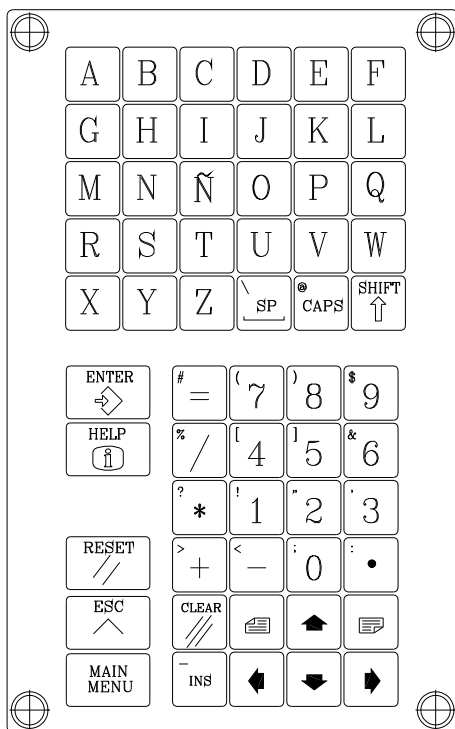 A B C D E F
G H I J K L
M N Ñ O P Q
R S T U V W
X Y Z \ SP @ CAPS SHIFT
ENTER # = ( 7 ) 8 $ 9
HELP i % / [ 4 ] 5 & 6
? * ! 1 " 2 ' 3
RESET // > + < - ; 0 : •
ESC CLEAR ///
MAIN
MENU _ INS